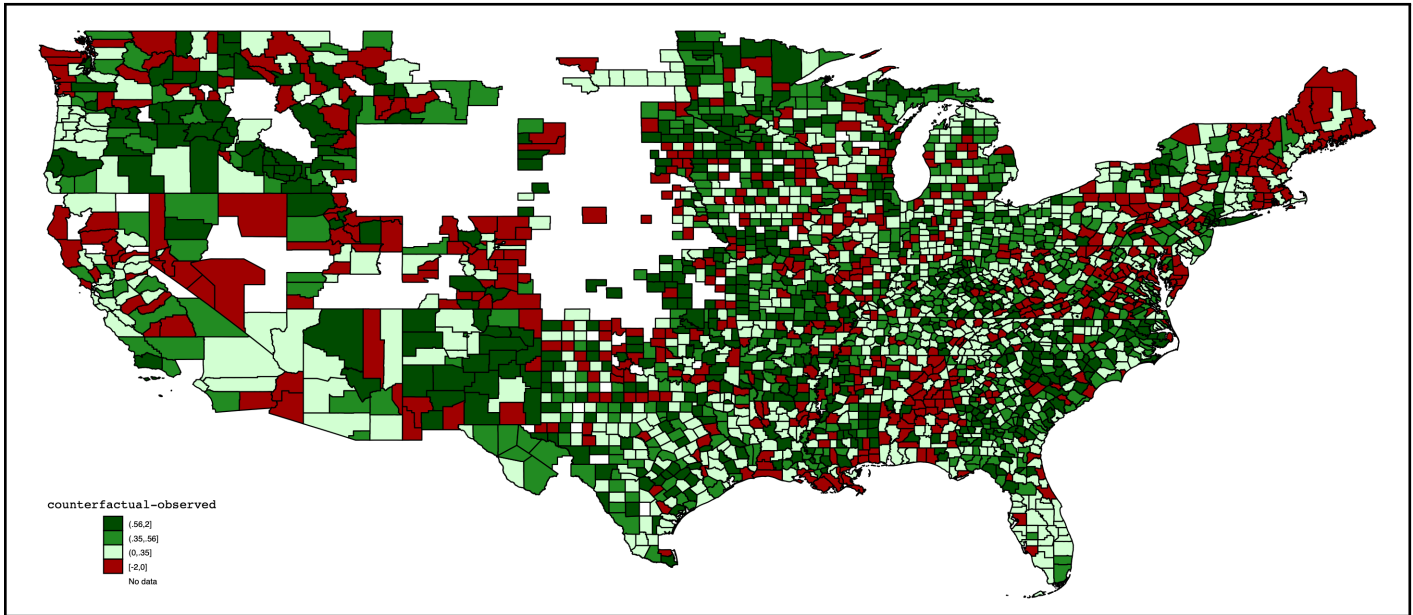 counterfactual-observed
(.56,2]
(.35,.56]
(0,.35]
[-2,0]
No data